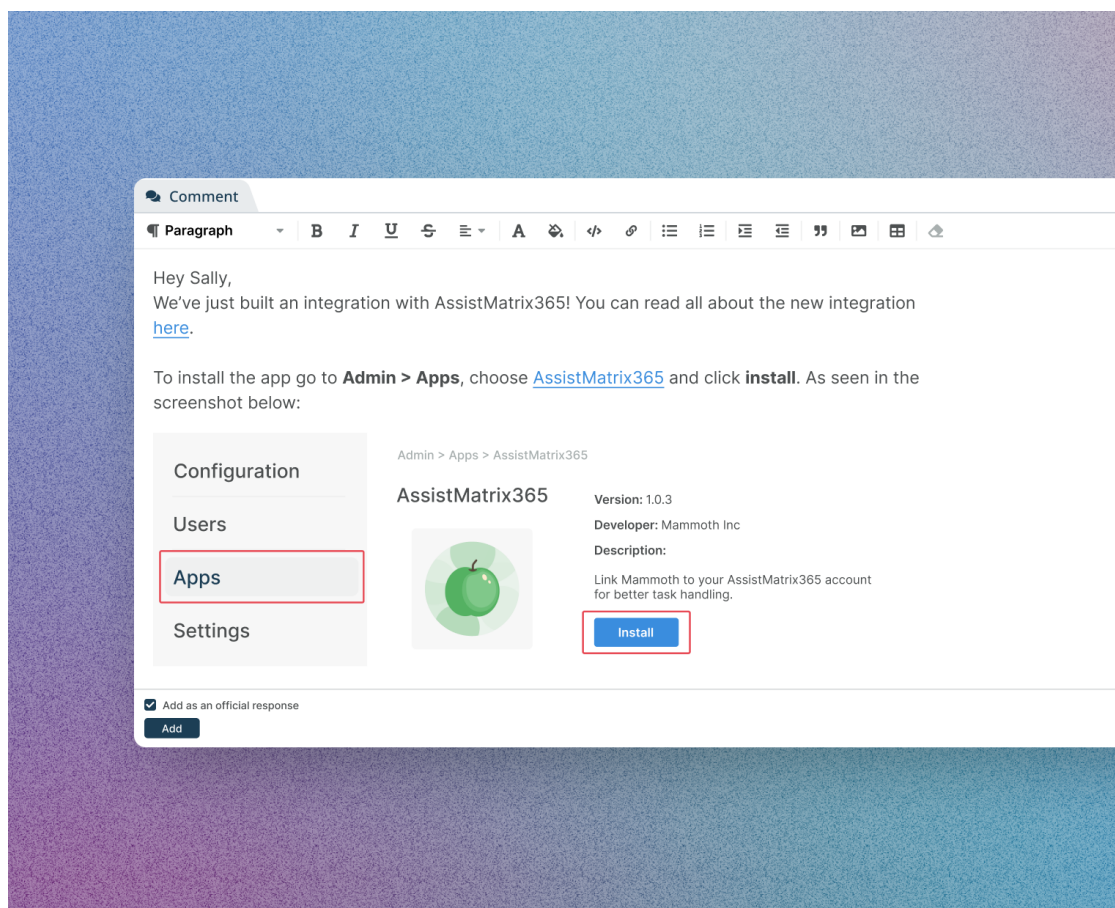 Comment
Paragraph
Hey Sally,
We’ve just built an integration with AssistMatrix365! You can read all about the new integration
here.
To install the app go to Admin > Apps, choose AssistMatrix365 and click install. As seen in the
screenshot below:
Configuration
Users
Apps
Settings
Admin > Apps > AssistMatrix365
AssistMatrix365
Version: 1.0.3
Developer: Mammoth Inc
Description:
Link Mammoth to your AssistMatrix365 account
for better task handling.
Install
Add as an official response
Add